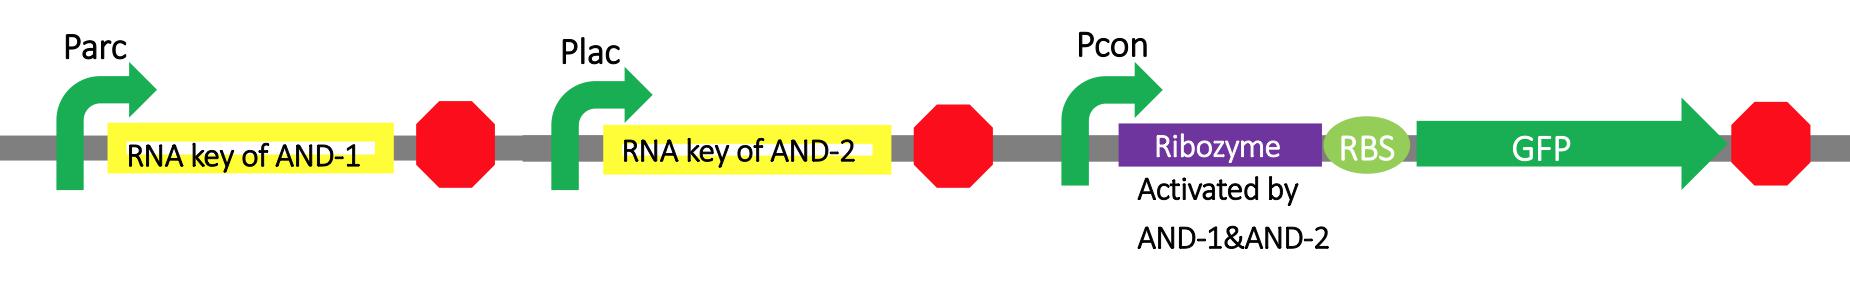 Parc
RNA key of AND-1
Plac
RNA key of AND-2
Pcon
Ribozyme
RBS
GFP
Activated by
AND-1&AND-2